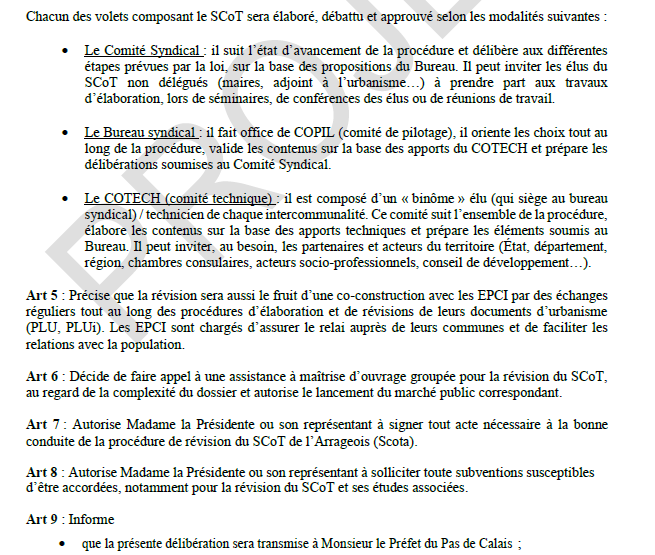 Chacun des volets composant le SCoT sera élaboré, débattu et approuvé selon les modalités suivantes :
• Le Comité Syndical : il suit l'état d'avancement de la procédure et délibère aux différentes
étapes prévues par la loi, sur la base des propositions du Bureau. Il peut inviter les élus du
SCoT non délégués (maires, adjoint à l'urbanisme…) à prendre part aux travaux
d'élaboration, lors de séminaires, de conférences des élus ou de réunions de travail.
• Le Bureau syndical : il fait office de COPIL (comité de pilotage), il oriente les choix tout au
long de la procédure, valide les contenus sur la base des apports du COTECH et prépare les
délibérations soumises au Comité Syndical.
• Le COTECH (comité technique) : il est composé d'un « binôme » élu (qui siège au bureau
syndical) / technicien de chaque intercommunalité. Ce comité suit l'ensemble de la procédure,
élabore les contenus sur la base des apports techniques et prépare les éléments soumis au
Bureau. Il peut inviter, au besoin, les partenaires et acteurs du territoire (État, département,
région, chambres consulaires, acteurs socio-professionnels, conseil de développement…).
Art 5 : Précise que la révision sera aussi le fruit d'une co-construction avec les EPCI par des échanges
réguliers tout au long des procédures d'élaboration et de révisions de leurs documents d'urbanisme
(PLU, PLUi). Les EPCI sont chargés d'assurer le relai auprès de leurs communes et de faciliter les
relations avec la population.
Art 6 : Décide de faire appel à une assistance à maîtrise d'ouvrage groupée pour la révision du SCoT,
au regard de la complexité du dossier et autorise le lancement du marché public correspondant.
Art 7 : Autorise Madame la Présidente ou son représentant à signer tout acte nécessaire à la bonne
conduite de la procédure de révision du SCoT de l'Arrageois (Scota).
Art 8 : Autorise Madame la Présidente ou son représentant à solliciter toute subventions susceptibles
d'être accordées, notamment pour la révision du SCoT et ses études associées.
Art 9 : Informe
• que la présente délibération sera transmise à Monsieur le Préfet du Pas de Calais ;
PROJE